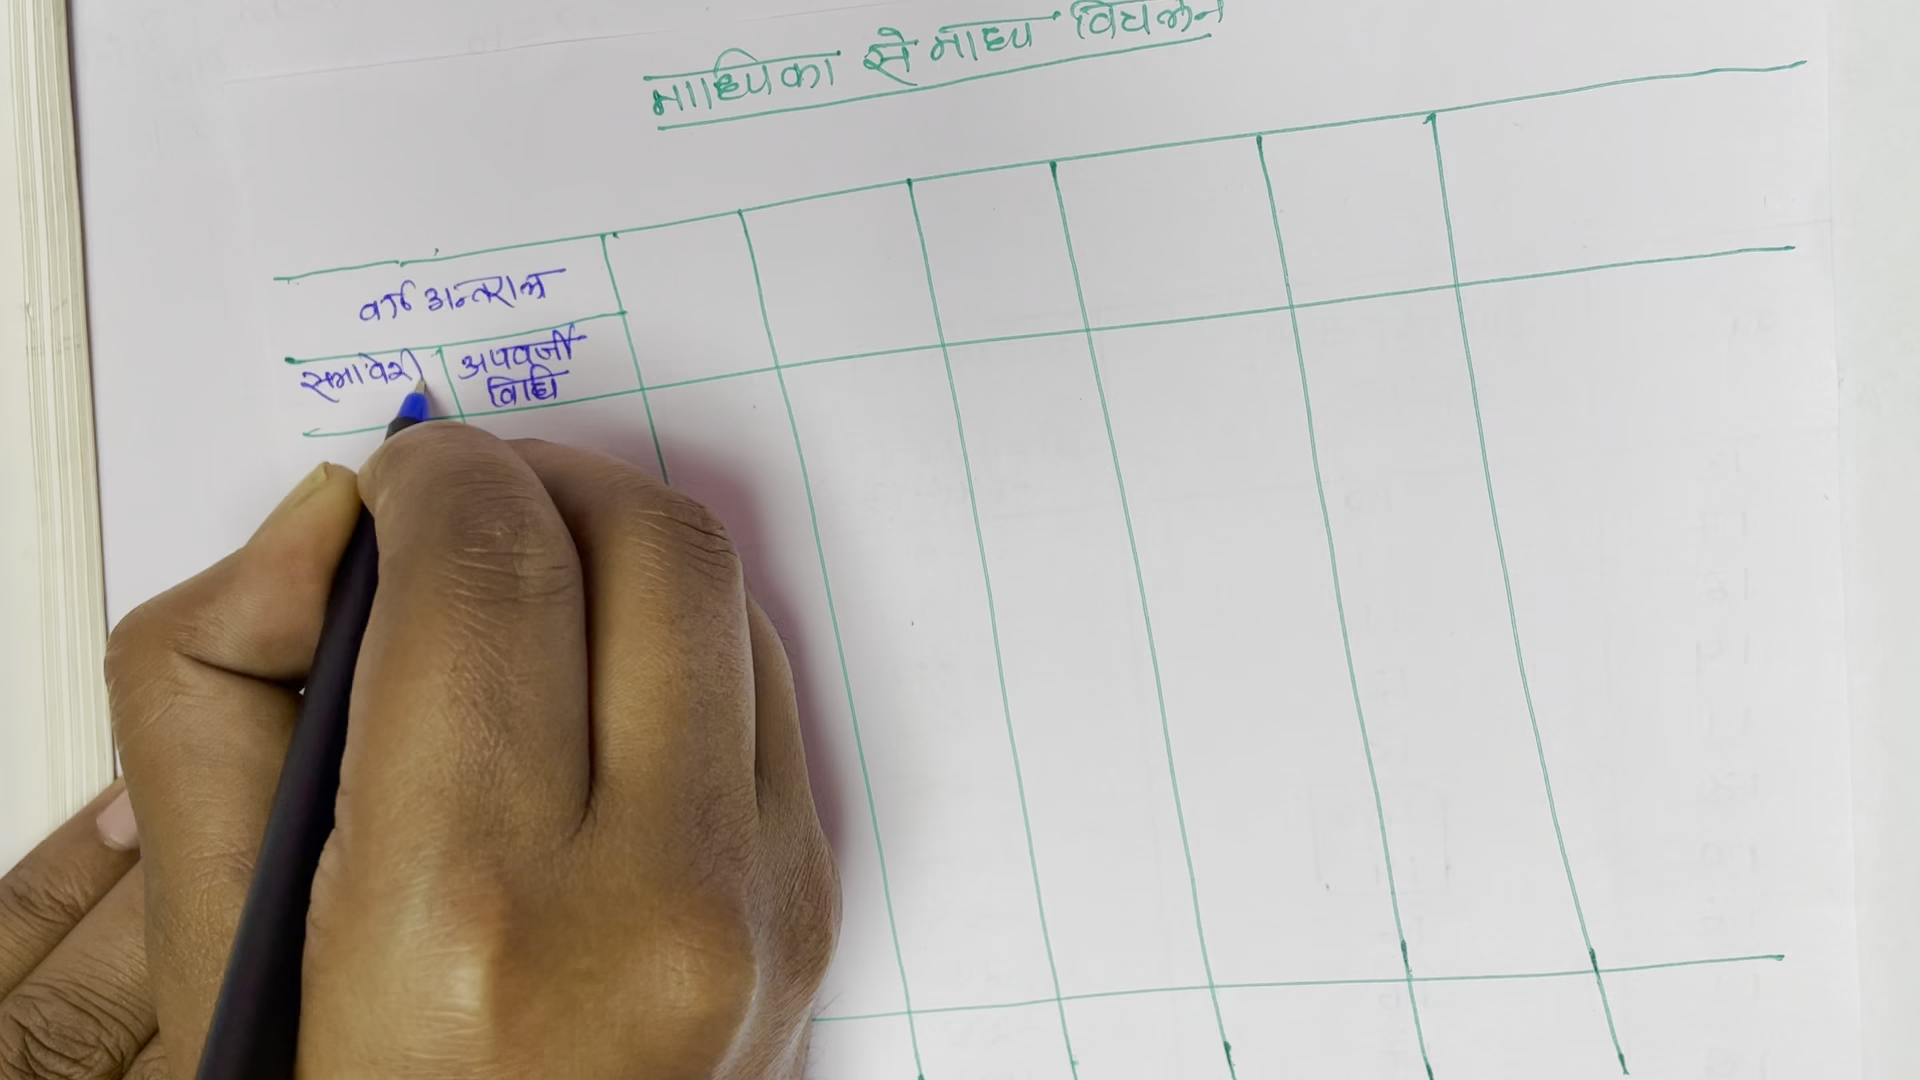 माध्यिका से माध्य विचलन
वर्ग अन्तराल
समावेशी
अपवर्जी
विधि